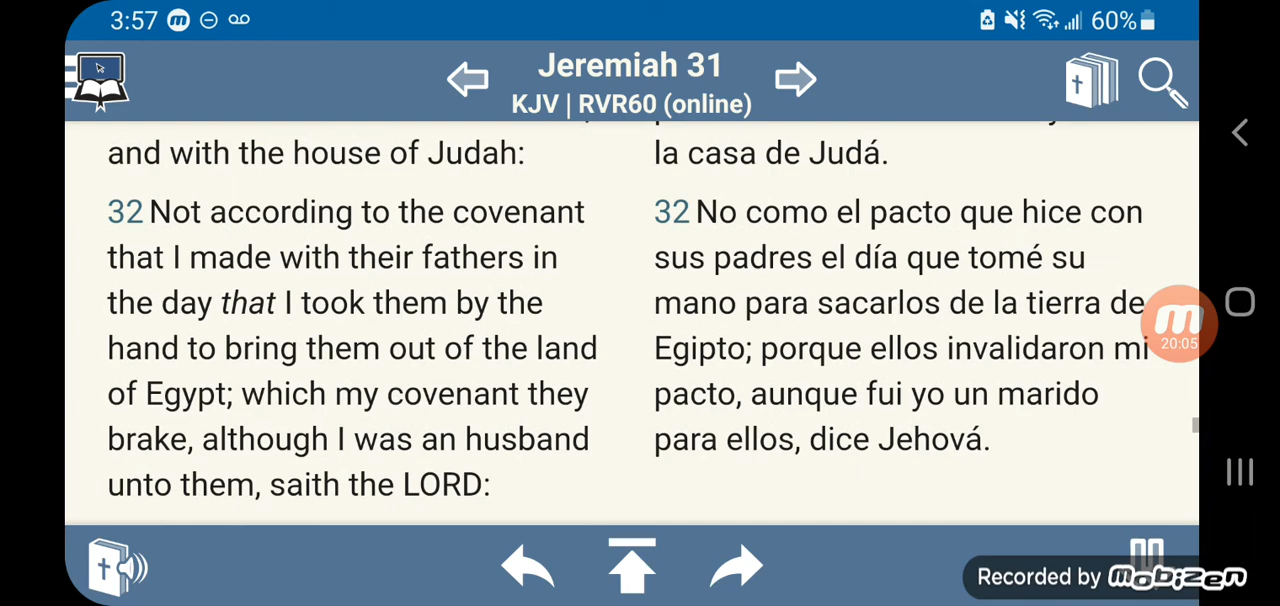 3:57
60%
Jeremiah 31
KJV | RVR60 (online)
and with the house of Judah:
32 Not according to the covenant
that I made with their fathers in
the day that I took them by the
hand to bring them out of the land
of Egypt; which my covenant they
brake, although I was an husband
unto them, saith the LORD:
la casa de Judá.
32 No como el pacto que hice con
sus padres el día que tomé su
mano para sacarlos de la tierra de
Egipto; porque ellos invalidaron mi
pacto, aunque fui yo un marido
para ellos, dice Jehová.
20:05
Recorded by Mobizen